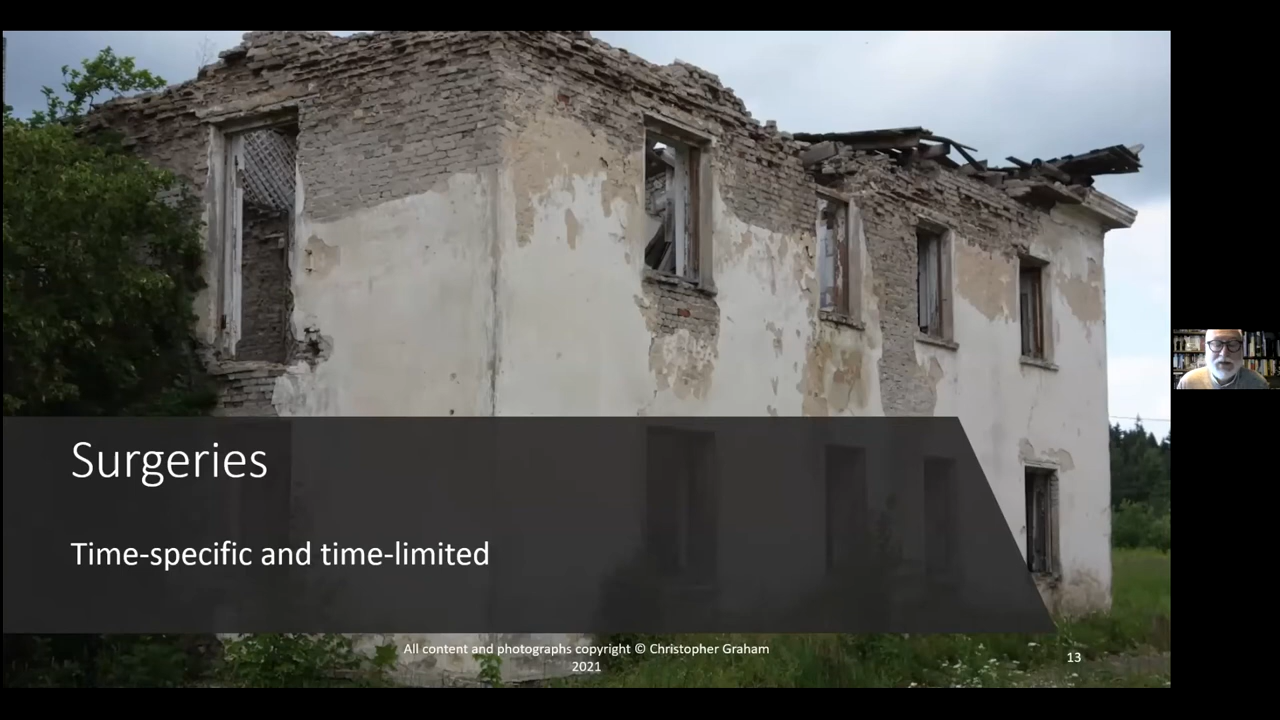 Surgeries
Time-specific and time-limited
All content and photographs copyright © Christopher Graham
2021
13